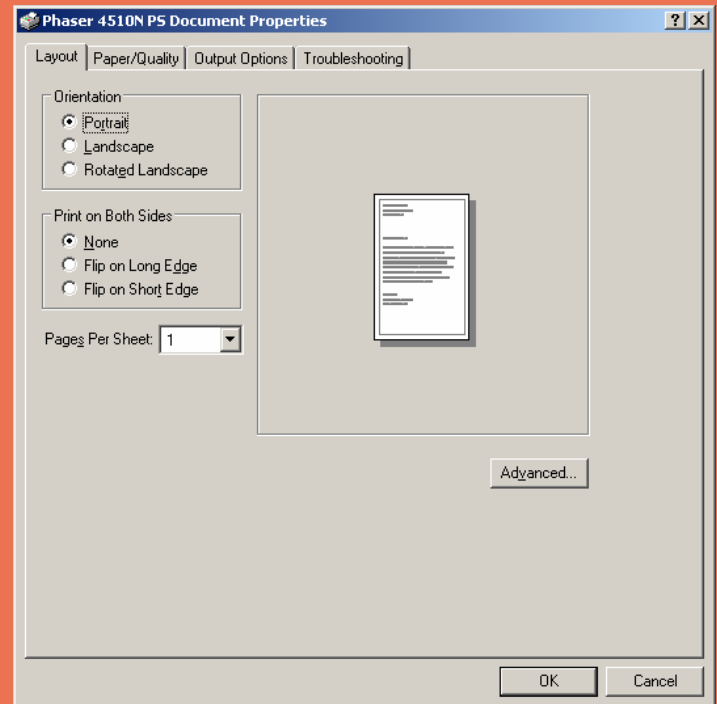 Phaser 4510N PS Document Properties
Layout Paper/Quality Output Options Troubleshooting
Orientation
Portrait
Landscape
Rotated Landscape
Print on Both Sides
None
Flip on Long Edge
Flip on Short Edge
Pages Per Sheet: 1
Advanced...
OK Cancel